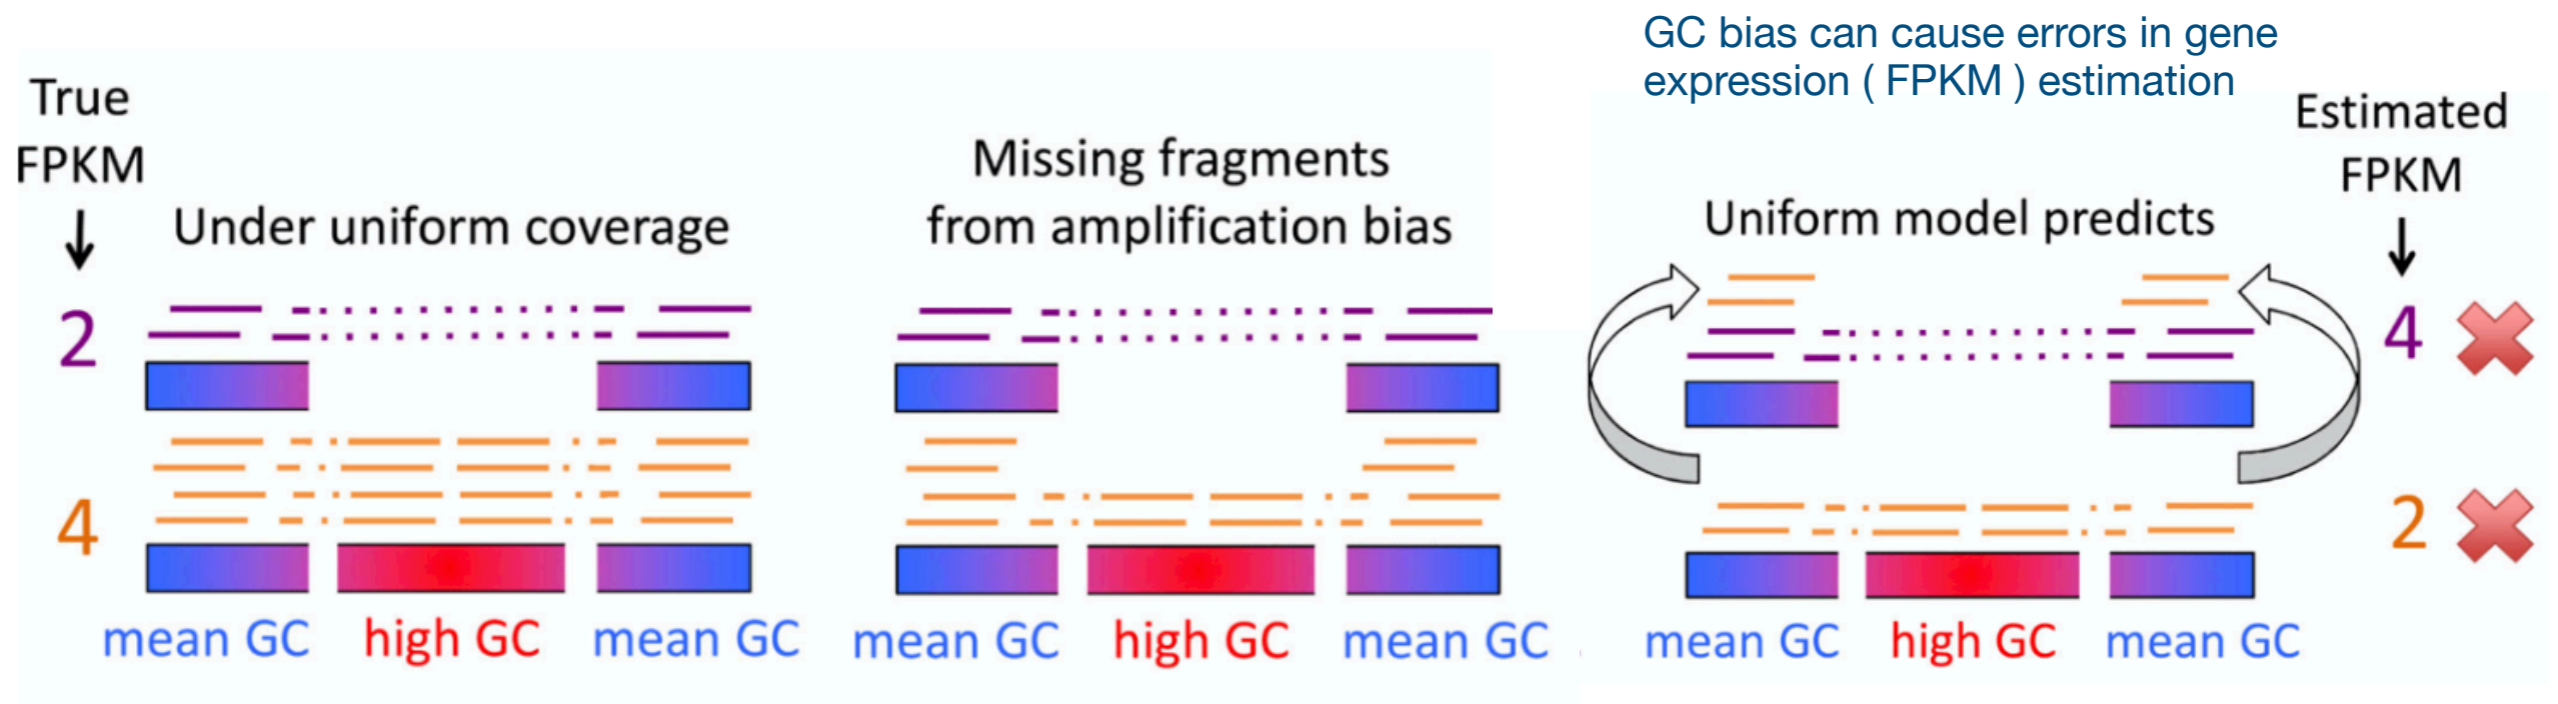 GC bias can cause errors in gene
expression ( FPKM ) estimation
True
FPKM
Under uniform coverage
Missing fragments
from amplification bias
Uniform model predicts
Estimated
FPKM
2
4
4
2
mean GC high GC mean GC
mean GC high GC mean GC
mean GC high GC mean GC